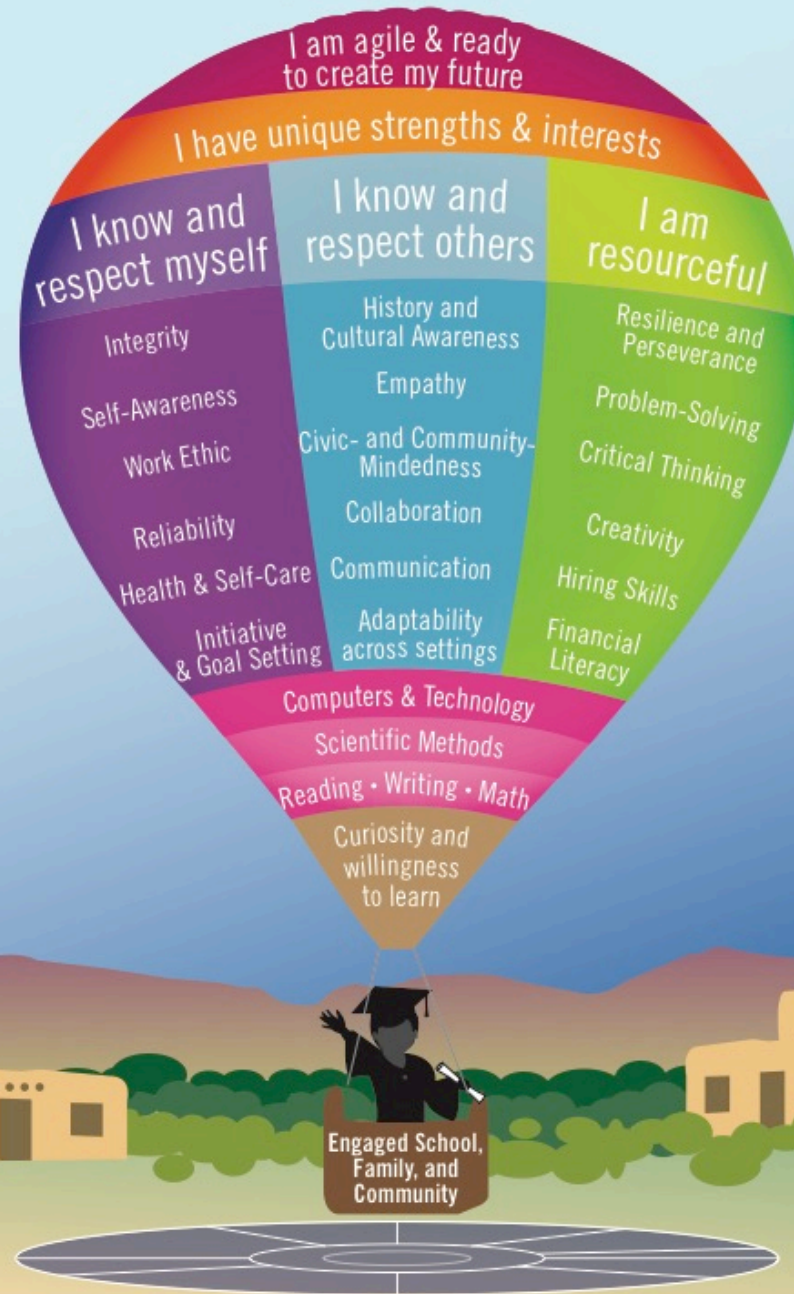 I am agile & ready
to create my future
I have unique strengths & interests
I know and
respect myself
Integrity
Self-Awareness
Work Ethic
Reliability
Health & Self-Care
Initiative
& Goal Setting
I know and
respect others
History and
Cultural Awareness
Empathy
Civic- and Community-
Mindedness
Collaboration
Communication
Adaptability
across settings
I am
resourceful
Resilience and
Perseverance
Problem-Solving
Critical Thinking
Creativity
Hiring Skills
Financial
Literacy
Computers & Technology
Scientific Methods
Reading • Writing • Math
Curiosity and
willingness
to learn
Engaged School,
Family, and
Community